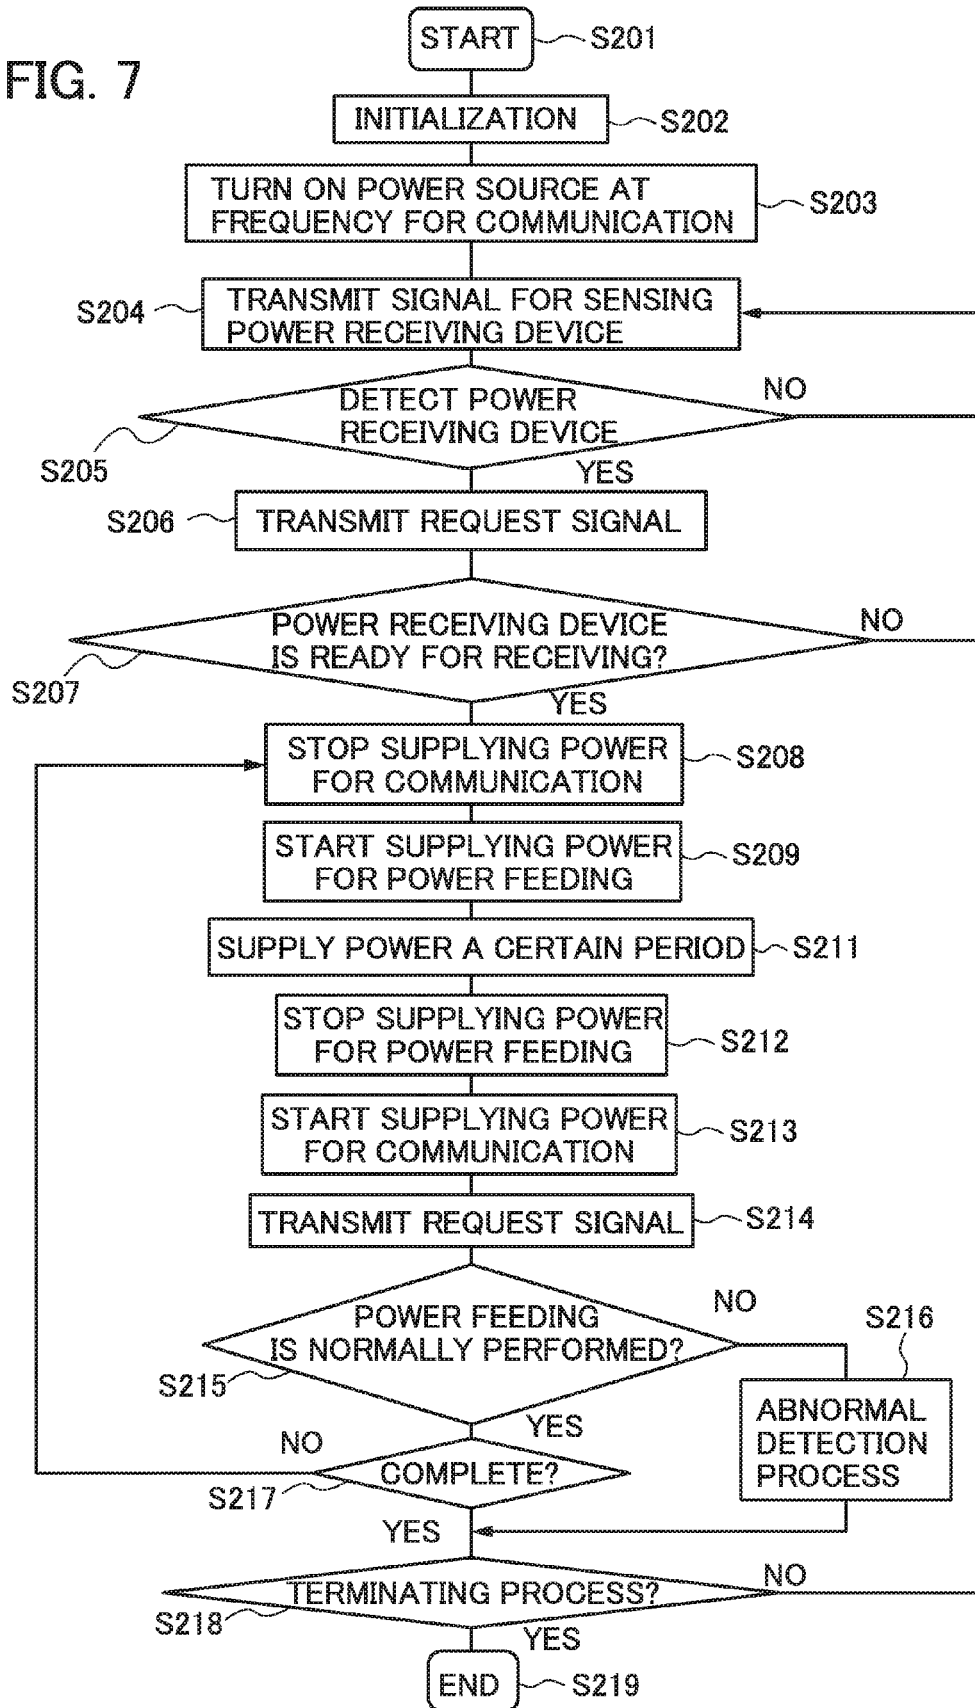 FIG. 7
START
S201
INITIALIZATION
S202
TURN ON POWER SOURCE AT
FREQUENCY FOR COMMUNICATION
S203
S204
TRANSMIT SIGNAL FOR SENSING
POWER RECEIVING DEVICE
DETECT POWER
RECEIVING DEVICE
NO
S205
YES
S206
TRANSMIT REQUEST SIGNAL
POWER RECEIVING DEVICE
IS READY FOR RECEIVING?
NO
S207
YES
STOP SUPPLYING POWER
FOR COMMUNICATION
S208
START SUPPLYING POWER
FOR POWER FEEDING
S209
SUPPLY POWER A CERTAIN PERIOD
S211
STOP SUPPLYING POWER
FOR POWER FEEDING
S212
START SUPPLYING POWER
FOR COMMUNICATION
S213
TRANSMIT REQUEST SIGNAL
S214
POWER FEEDING
IS NORMALLY PERFORMED?
NO
S215
YES
S216
ABNORMAL
DETECTION
PROCESS
NO
COMPLETE?
S217
YES
TERMINATING PROCESS?
NO
S218
YES
END
S219